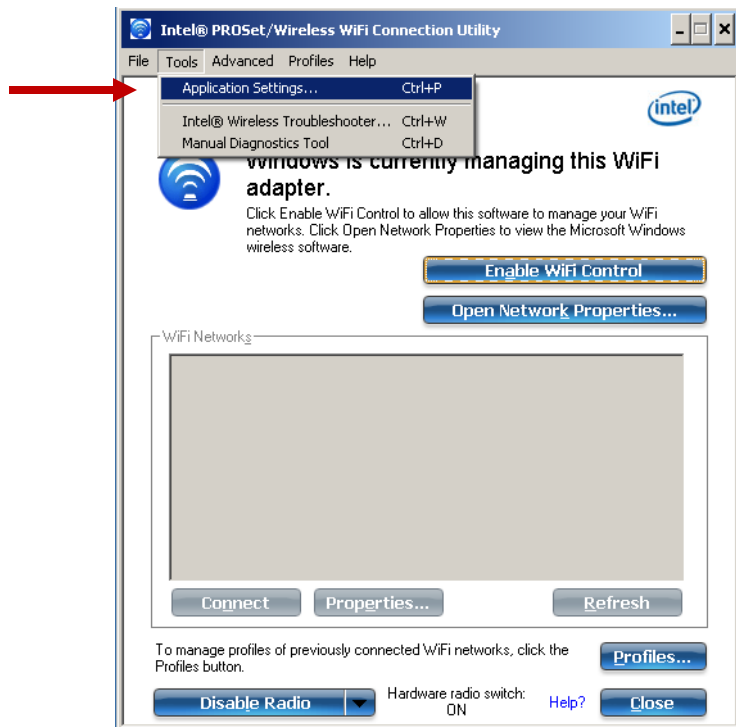 Intel® PROSet/Wireless WiFi Connection Utility
File Tools Advanced Profiles Help
Application Settings... Ctrl+P
Intel® Wireless Troubleshooter... Ctrl+W
Manual Diagnostics Tool Ctrl+D
intel
Windows is currently managing this WiFi
adapter.
Click Enable WiFi Control to allow this software to manage your WiFi
networks. Click Open Network Properties to view the Microsoft Windows
wireless software.
Enable WiFi Control
Open Network Properties...
WiFi Networks
Connect Properties... Refresh
To manage profiles of previously connected WiFi networks, click the
Profiles button.
Profiles...
Disable Radio
Hardware radio switch:
ON
Help?
Close